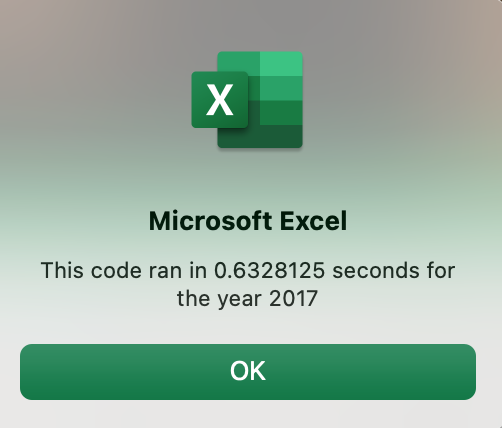 X
Microsoft Excel
This code ran in 0.6328125 seconds for
the year 2017
OK